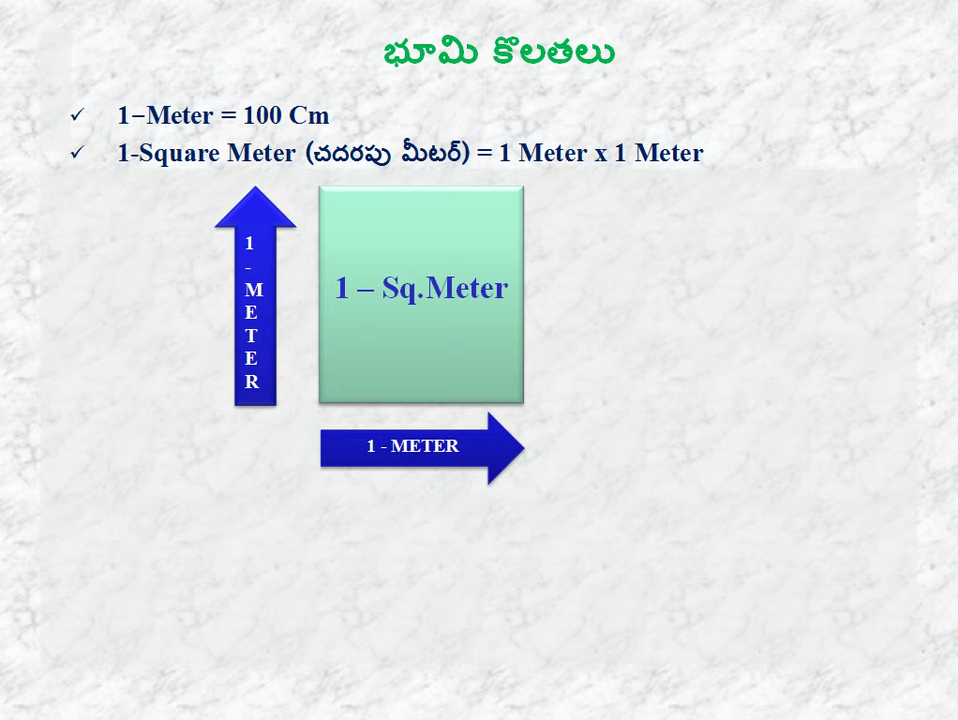 భూమి కొలతలు
✓ 1–Meter = 100 Cm
✓ 1-Square Meter (చదరపు మీటర్) = 1 Meter x 1 Meter
1
-
M
E
T
E
R
1 – Sq.Meter
1 - METER